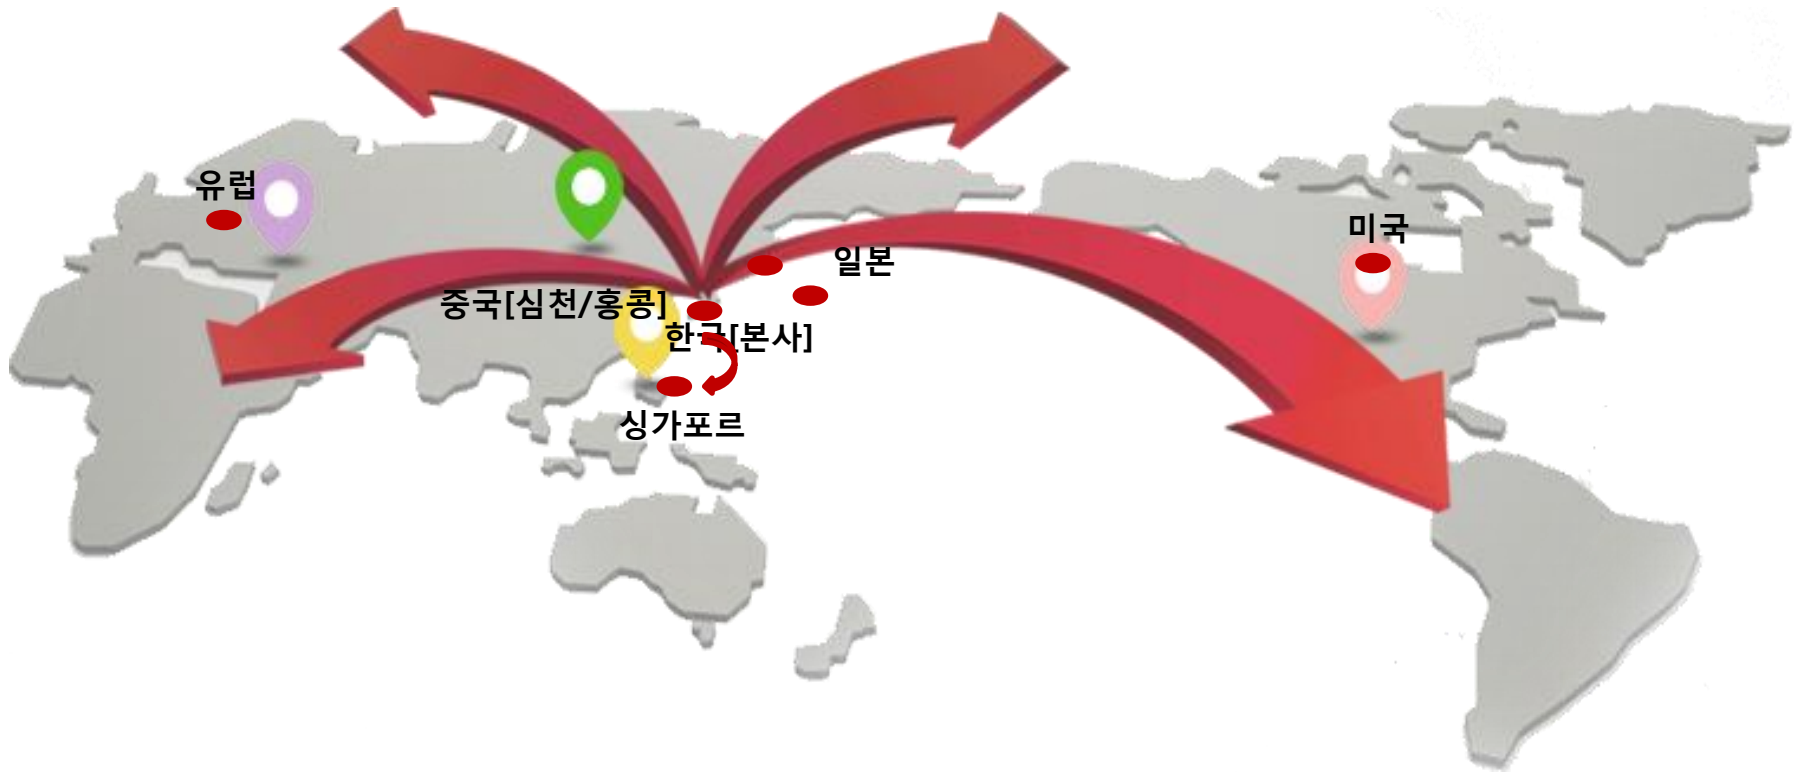 유럽
미국
일본
중국[심천/홍콩]
한국[본사]
싱가포르